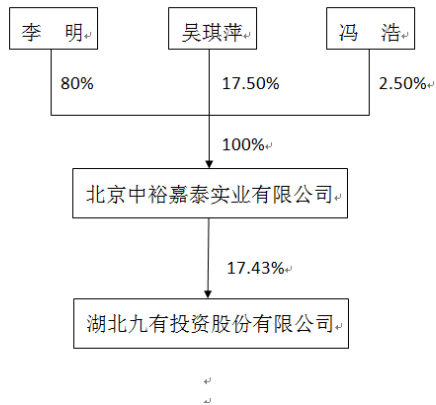 李 明 吴琪萍 冯 浩
80% 17.50% 2.50%
100%
北京中裕嘉泰实业有限公司
17.43%
湖北九有投资股份有限公司